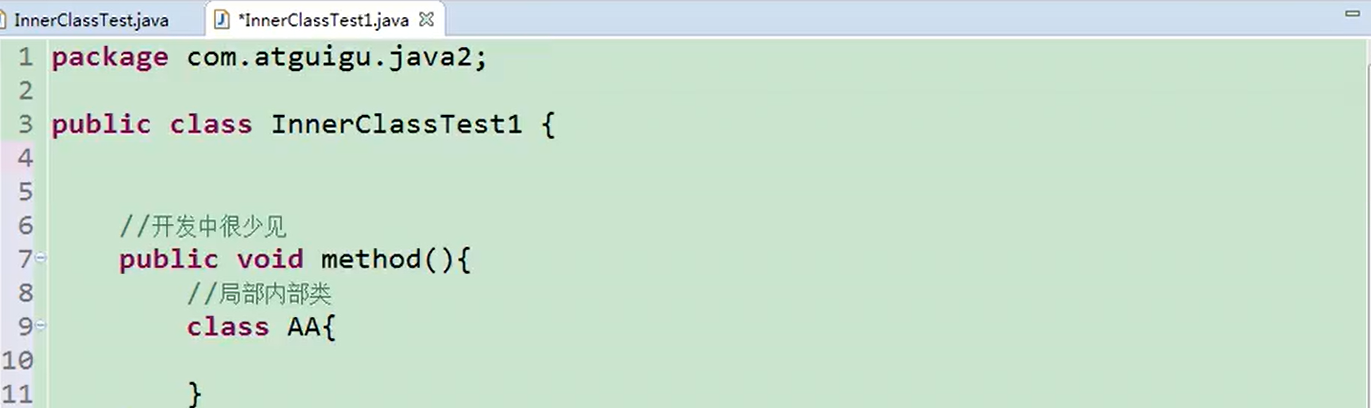 InnerClassTest.java *InnerClassTest1.java
1 package com.atguigu.java2;
2
3 public class InnerClassTest1 {
4
5
6 //开发中很少见
7 public void method(){
8 //局部内部类
9 class AA{
10
11 }